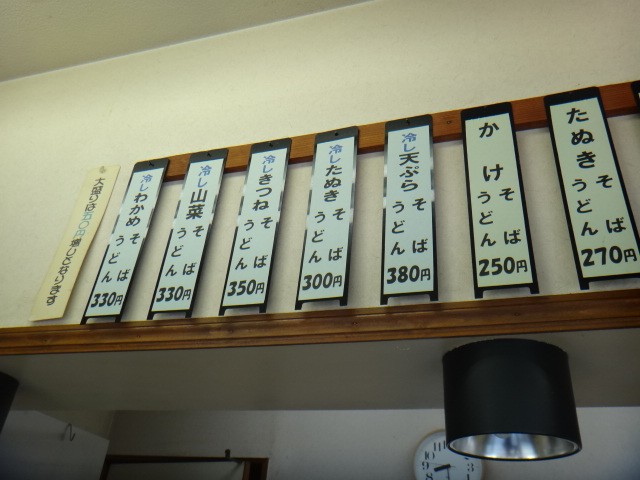 たぬき そば うどん 270円
かけ そば うどん 250円
冷し 天ぷら そば うどん 380円
冷し たぬき そば うどん 300円
冷し きつね そば うどん 350円
冷し 山菜 そば うどん 330円
冷し わかめ そば うどん 330円
大盛りは 増しとなります
8
9
10